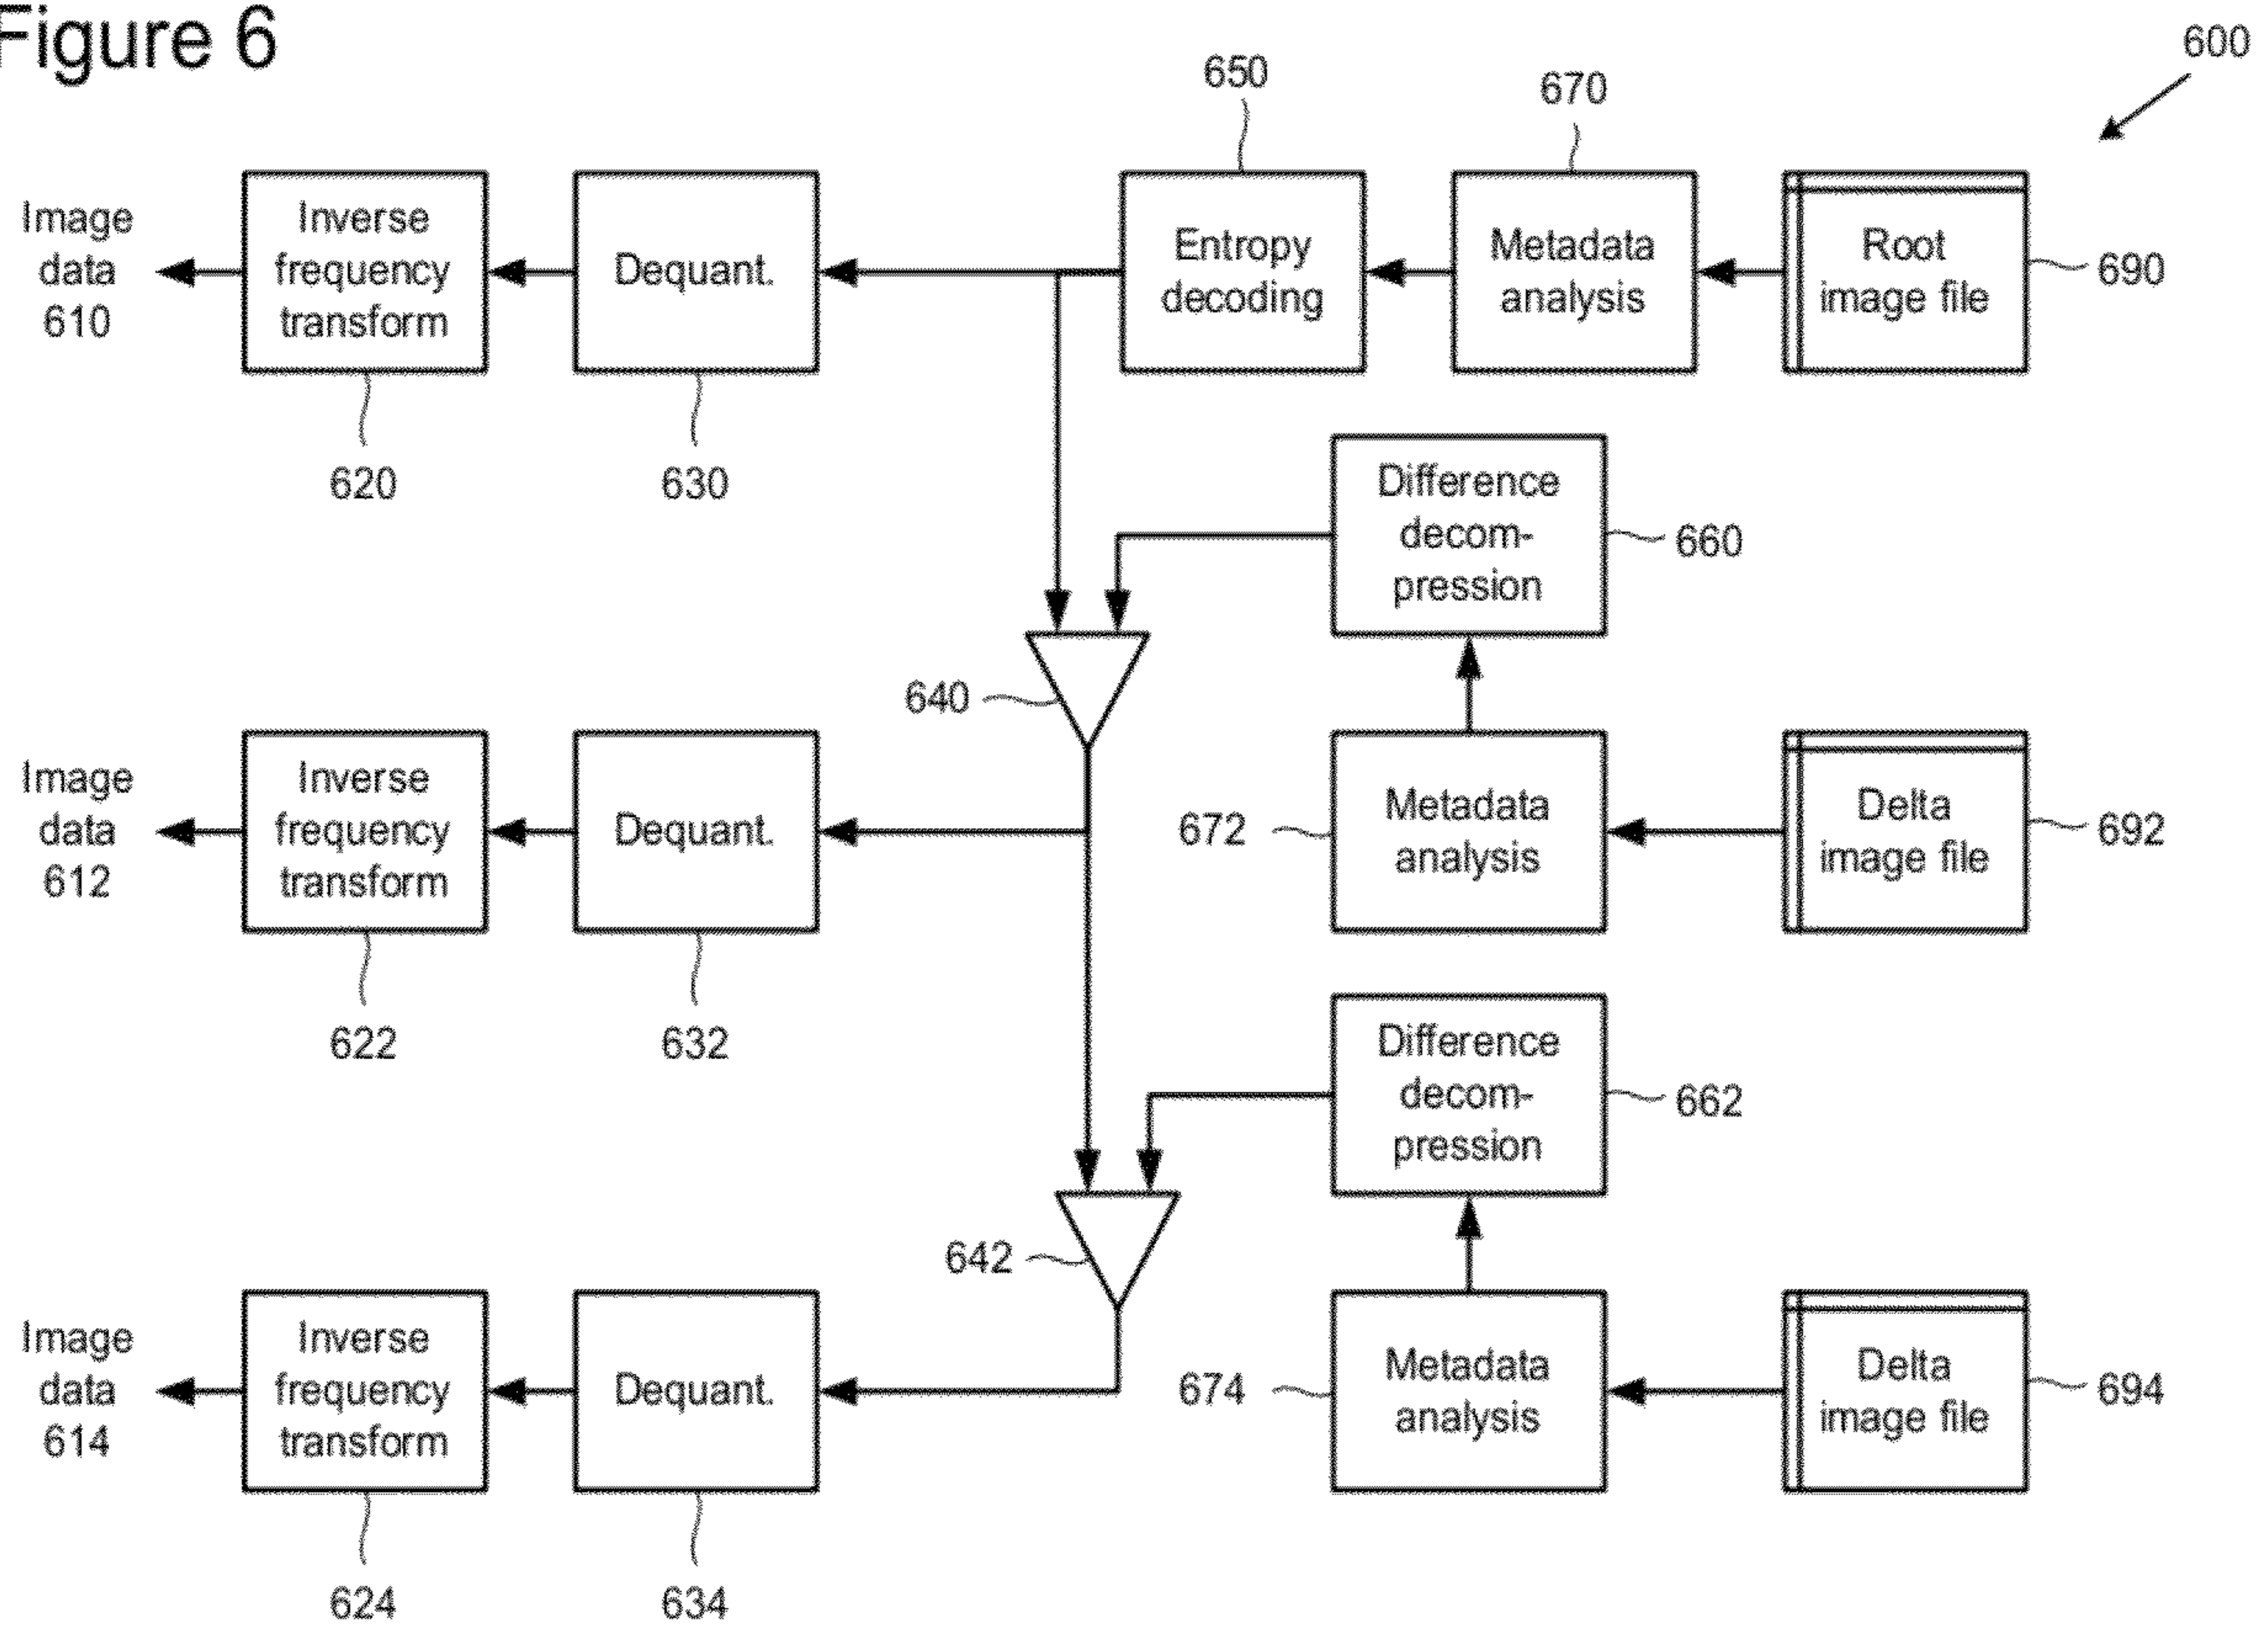 Figure 6
600
650
670
Image
data
610
Inverse
frequency
transform
Dequant.
Entropy
decoding
Metadata
analysis
Root
image file
690
620
630
Difference
decom-
pression
660
640
Image
data
612
Inverse
frequency
transform
Dequant.
672
Metadata
analysis
Delta
image file
692
622
632
Difference
decom-
pression
662
642
Image
data
614
Inverse
frequency
transform
Dequant.
674
Metadata
analysis
Delta
image file
694
624
634